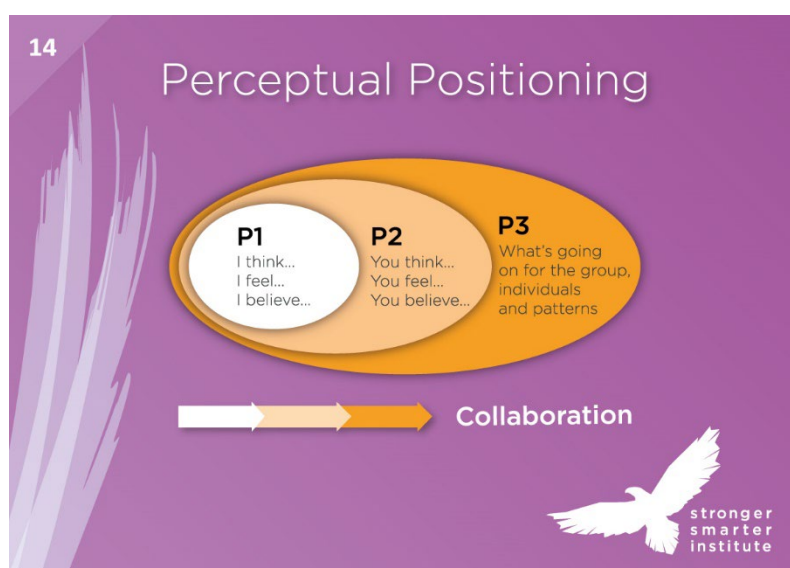 14
Perceptual Positioning
P1
I think...
I feel...
I believe...
P2
You think...
You feel...
You believe...
P3
What's going
on for the group,
individuals
and patterns
Collaboration
stronger
smarter
institute